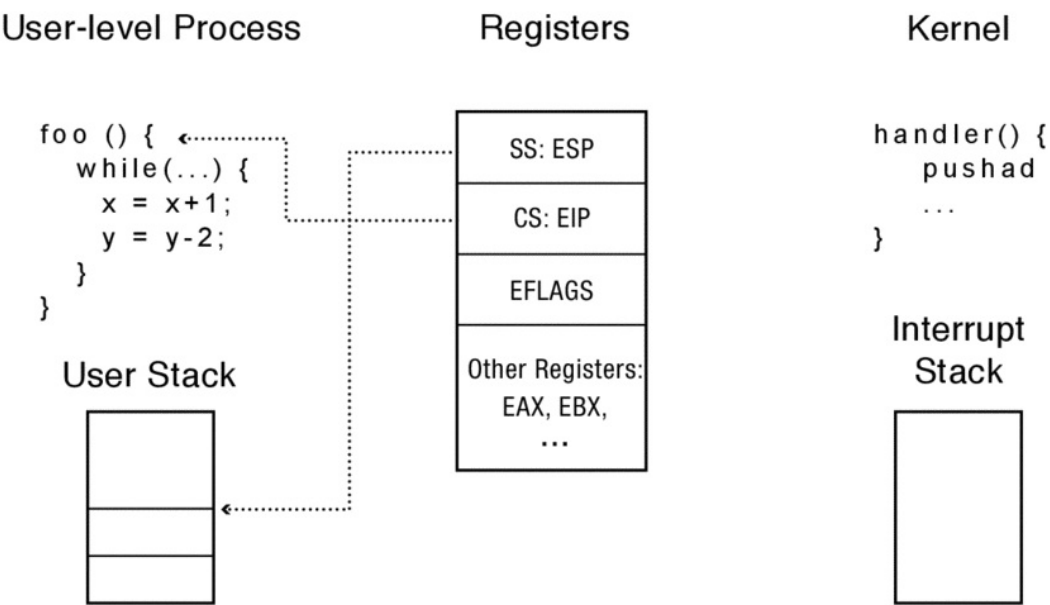 User-level Process
Registers
Kernel
foo () {
while(...) {
x = x+1;
y = y-2;
}
}
User Stack
SS: ESP
CS: EIP
EFLAGS
Other Registers:
EAX, EBX,
...
handler() {
pushad
...
}
Interrupt
Stack